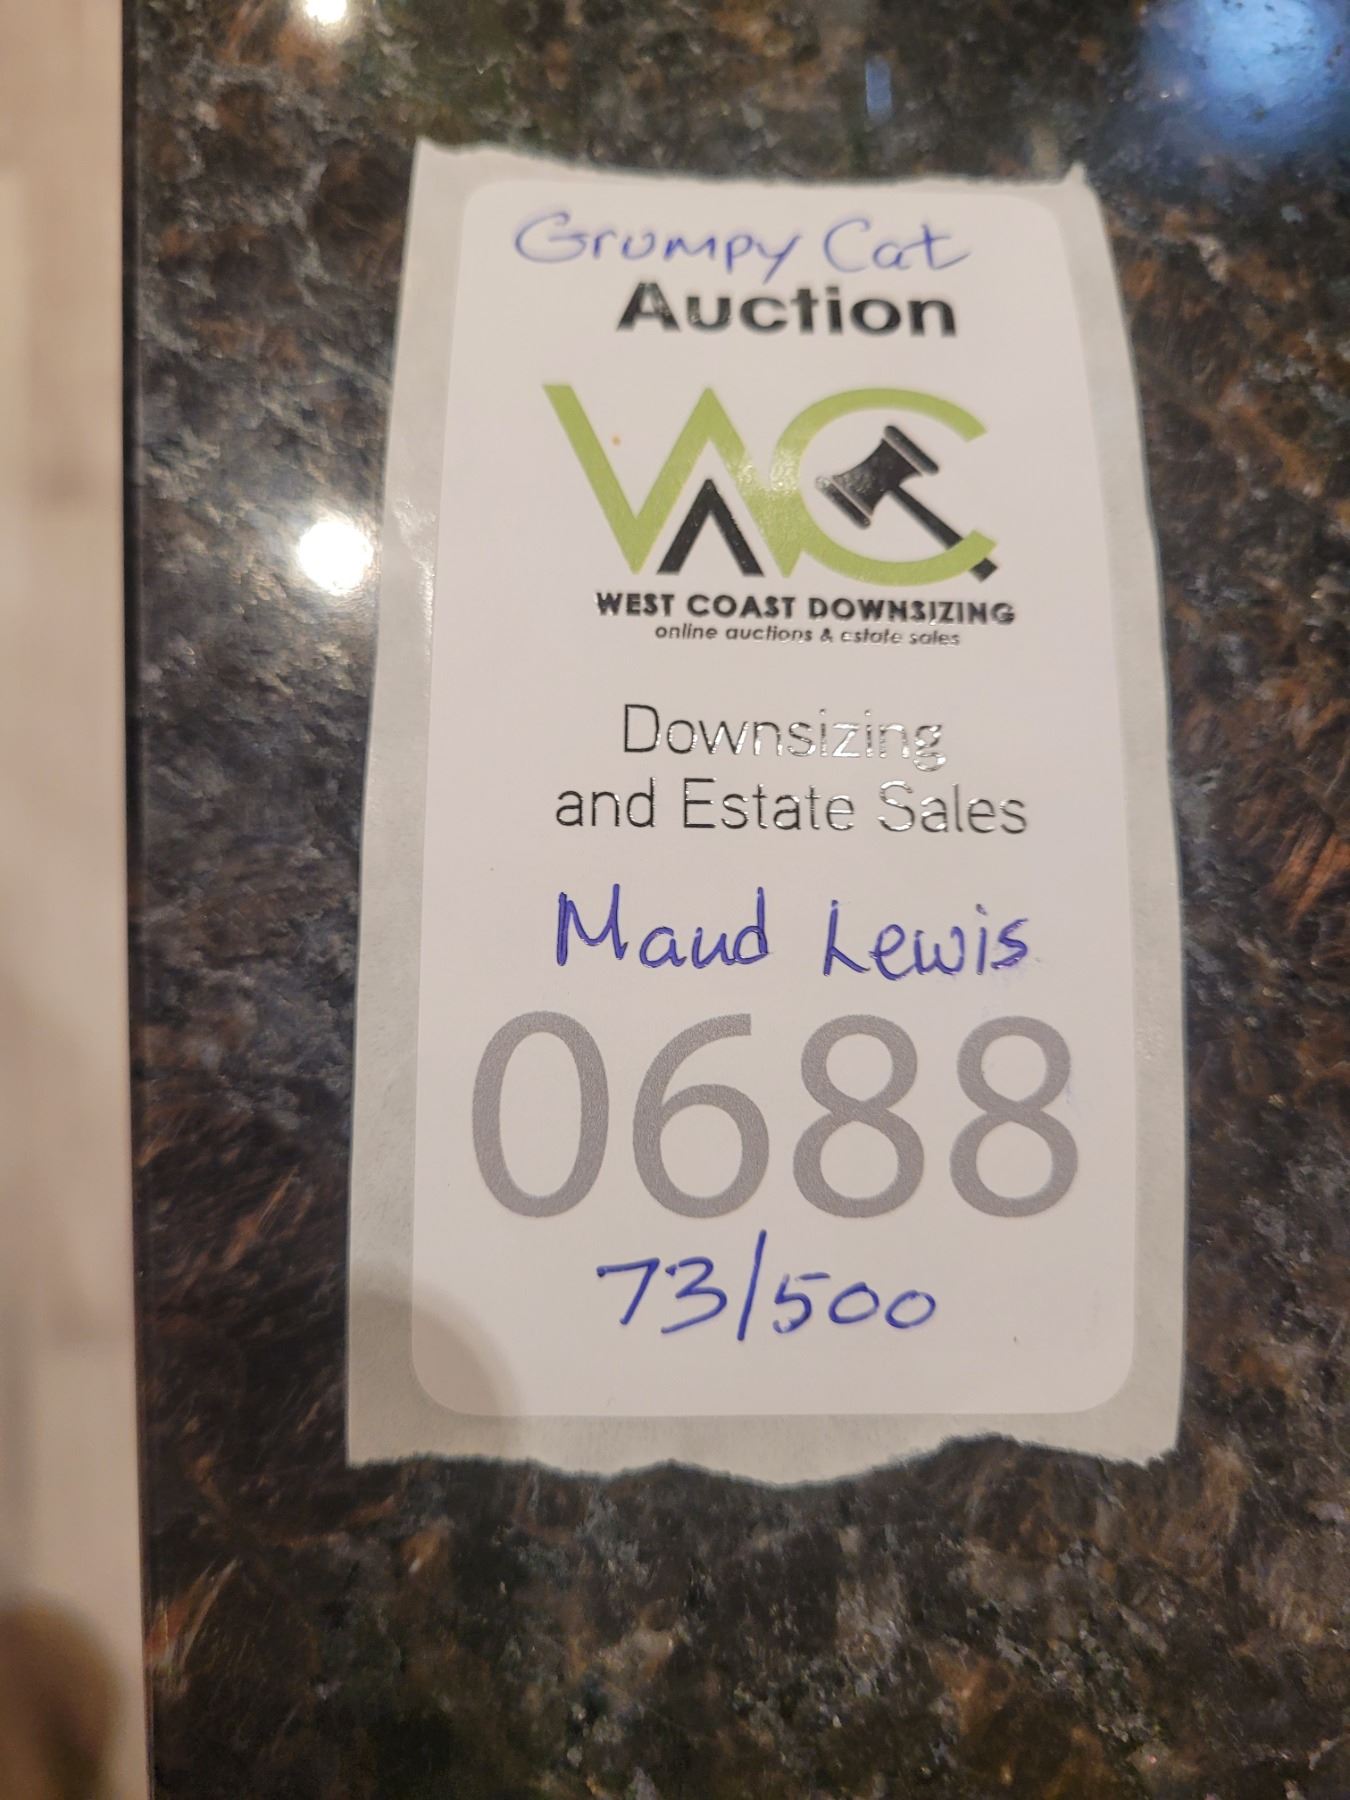 Grumpy Cat
Auction
WAC
WEST COAST DOWNSIZING
online auctions & estate sales
Downsizing
and Estate Sales
Maud Lewis
0688
73/500